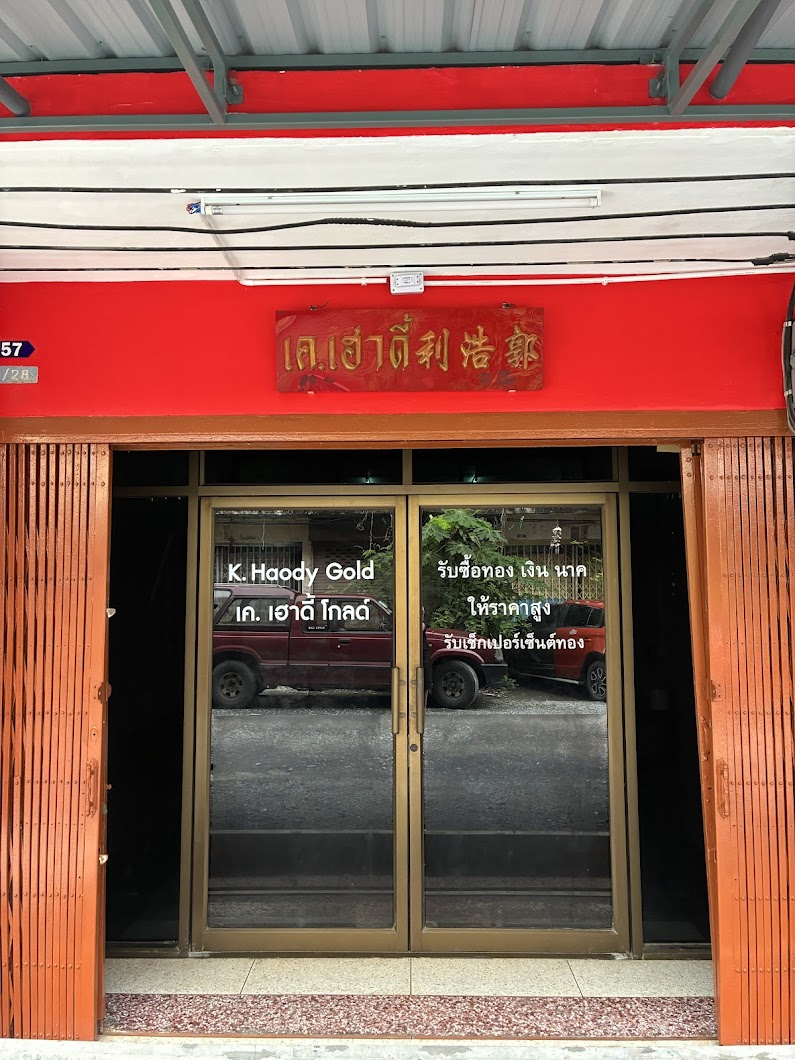 57
/28
เค.เฮาดี้ 利浩郭
K. Haody Gold
เค. เฮาดี้ โกลด์
รับซื้อทอง เงิน นาค
ให้ราคาสูง
รับเช็กเปอร์เซ็นต์ทอง